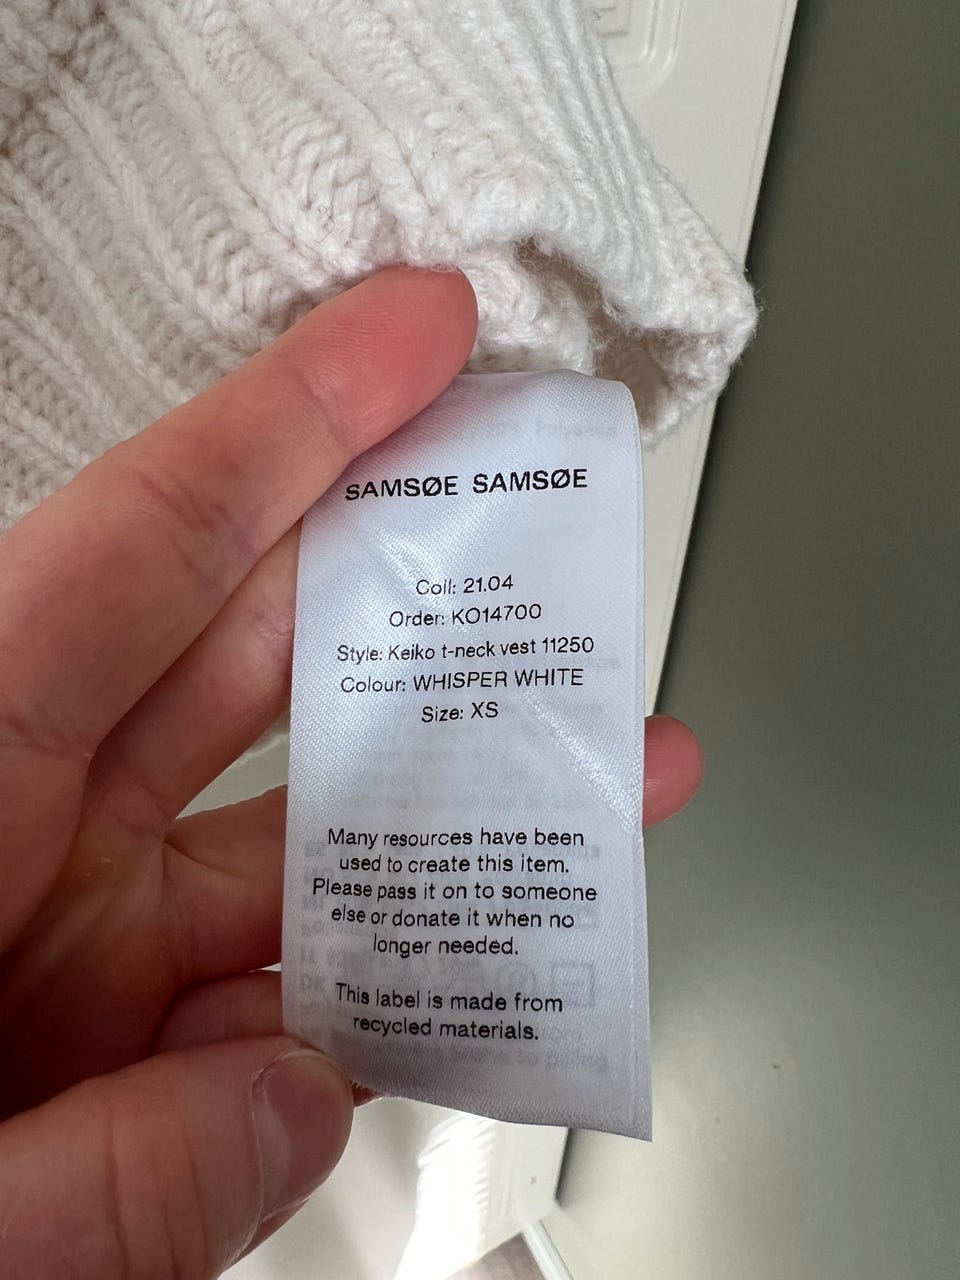 SAMSØE SAMSØE
Coll: 21.04
Order: KO14700
Style: Keiko t-neck vest 11250
Colour: WHISPER WHITE
Size: XS
Many resources have been
used to create this item.
Please pass it on to someone
else or donate it when no
longer needed.
This label is made from
recycled materials.